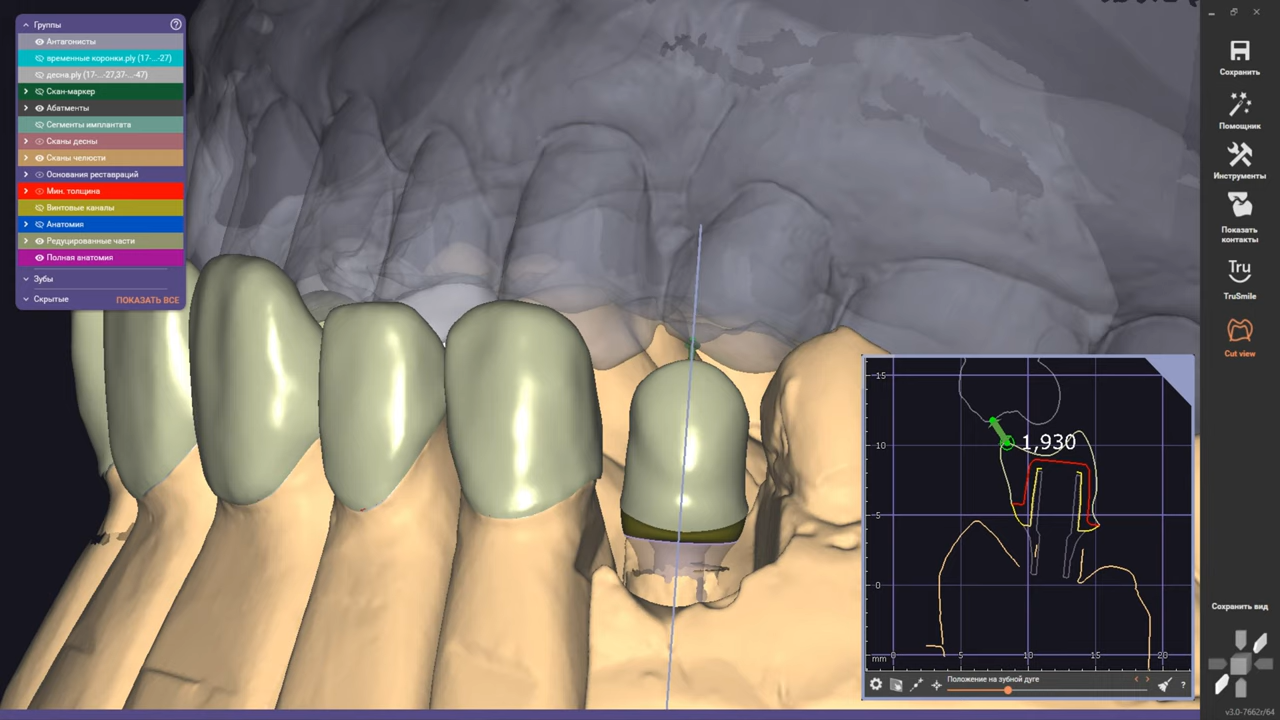 Группы
Антагонисты
временные коронки.ply (17-...-27)
десна.ply (17-...-27,37-...-47)
Скан-маркер
Абатменты
Сегменты имплантата
Сканы десны
Сканы челюсти
Основания реставраций
Мин. толщина
Винтовые каналы
Анатомия
Редуцированные части
Полная анатомия
Зубы
Скрытые ПОКАЗАТЬ ВСЕ
Сохранить
Помощник
Инструменты
Показать
контакты
Tru
TruSmile
Cut view
Сохранить вид
v3.0-7662r/64
15
10
1,930
5
0
mm 0 5 10 15 20
Положение на зубной дуге
?